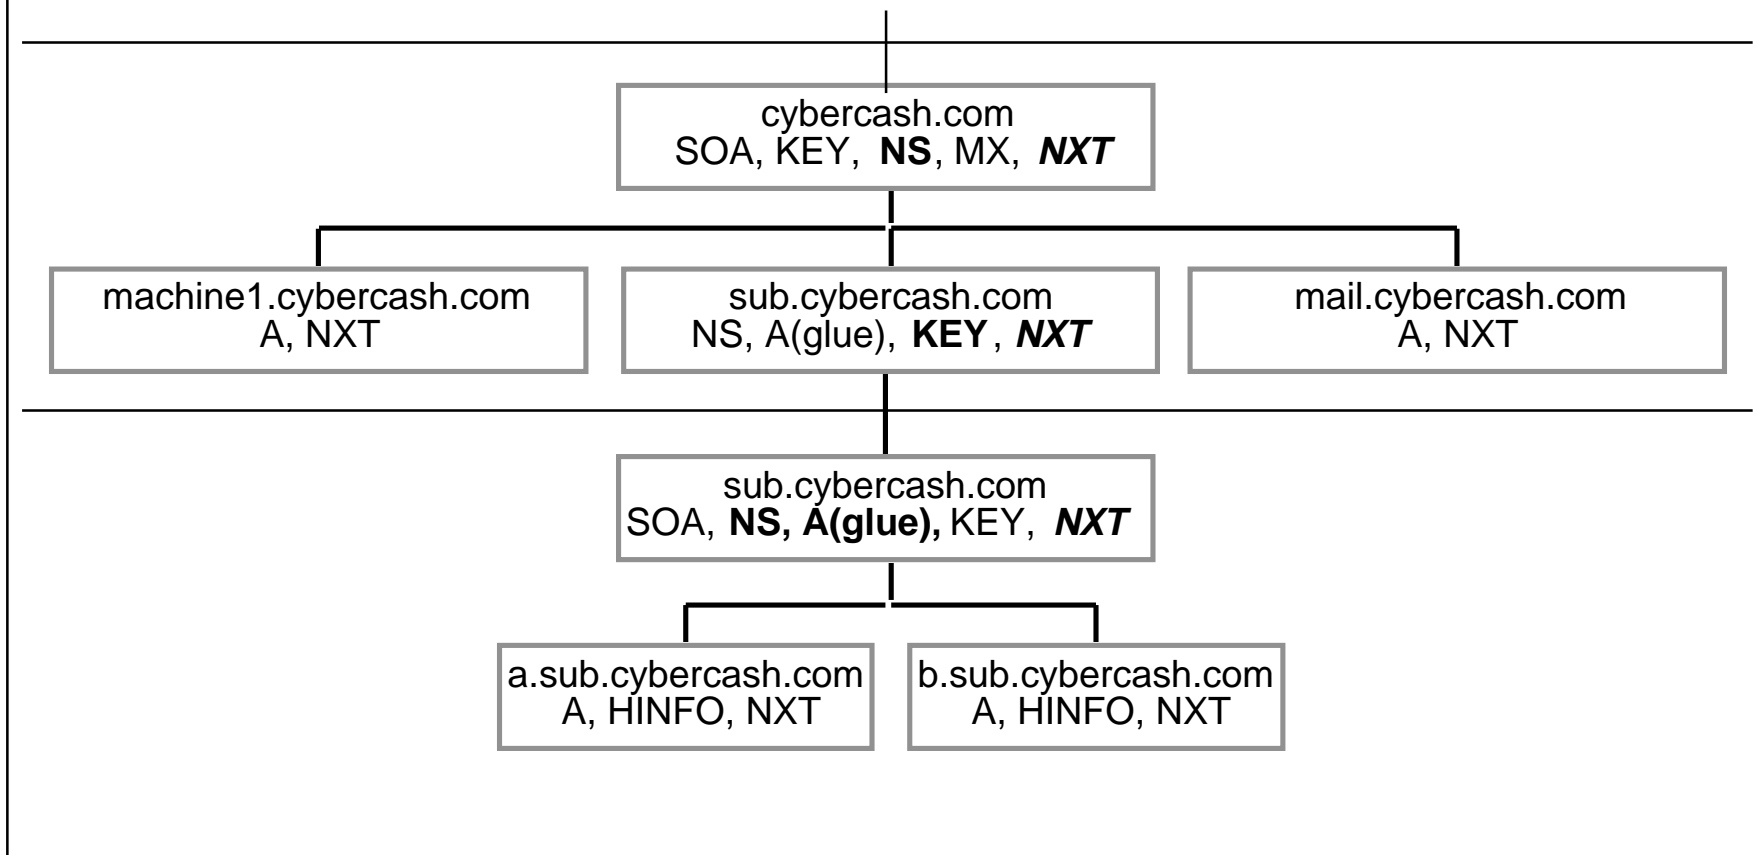 cybercash.com
SOA, KEY, NS, MX, NXT
machine1.cybercash.com
A, NXT
sub.cybercash.com
NS, A(glue), KEY, NXT
mail.cybercash.com
A, NXT
sub.cybercash.com
SOA, NS, A(glue), KEY, NXT
a.sub.cybercash.com
A, HINFO, NXT
b.sub.cybercash.com
A, HINFO, NXT